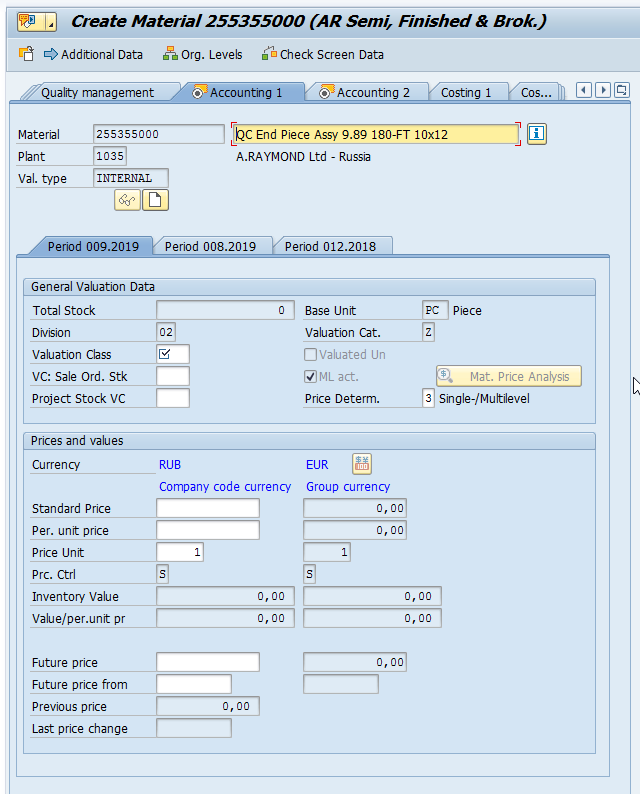 Create Material 255355000 (AR Semi, Finished & Brok.)
Additional Data Org. Levels Check Screen Data
Quality management Accounting 1 Accounting 2 Costing 1 Cos...
Material 255355000 QC End Piece Assy 9.89 180-FT 10x12
Plant 1035 A.RAYMOND Ltd - Russia
Val. type INTERNAL
Period 009.2019 Period 008.2019 Period 012.2018
General Valuation Data
Total Stock 0 Base Unit PC Piece
Division 02 Valuation Cat. Z
Valuation Class Valuated Un
VC: Sale Ord. Stk ML act. Mat. Price Analysis
Project Stock VC Price Determ. 3 Single-/Multilevel
Prices and values
Currency RUB EUR
Company code currency Group currency
Standard Price 0,00
Per. unit price 0,00
Price Unit 1 1
Prc. Ctrl S S
Inventory Value 0,00 0,00
Value/per.unit pr 0,00 0,00
Future price 0,00
Future price from
Previous price 0,00
Last price change